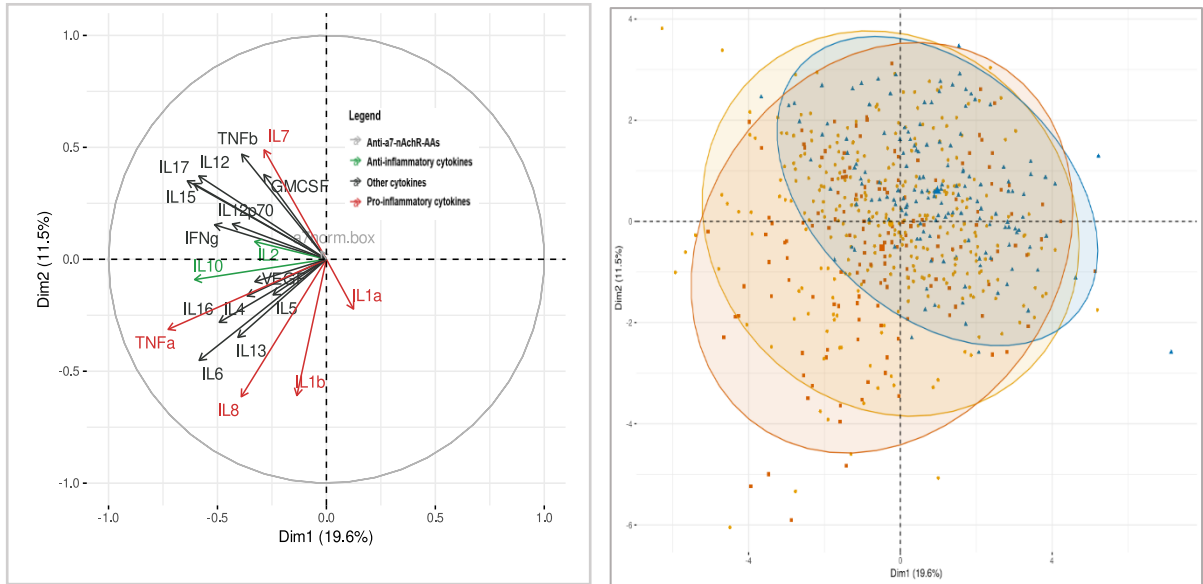 1.0
0.5
0.0
-0.5
-1.0
-1.0
-0.5
0.0
0.5
1.0
Dim2 (11.5%)
Dim1 (19.6%)
TNFb
IL7
IL17
IL12
IL15
GMCSF
IL12p70
IFNg
a7norm.box
IL2
IL10
VEGF
IL16
IL4
IL5
IL1a
TNFa
IL13
IL6
IL1b
IL8
Legend
Anti-a7-nAchR-AAs
Anti-inflammatory cytokines
Other cytokines
Pro-inflammatory cytokines
4
2
0
-2
-4
-6
-4
0
4
Dim2 (11.5%)
Dim1 (19.6%)